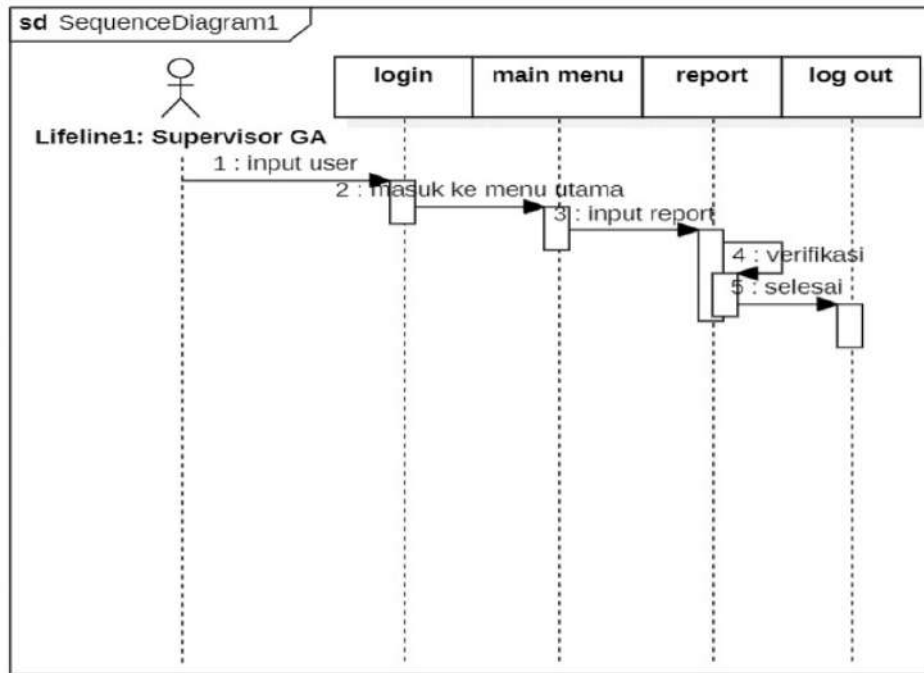 sd SequenceDiagram1
login
main menu
report
log out
Lifeline1: Supervisor GA
1 : input user
2 : masuk ke menu utama
3 : input report
4 : verifikasi
5 : selesai